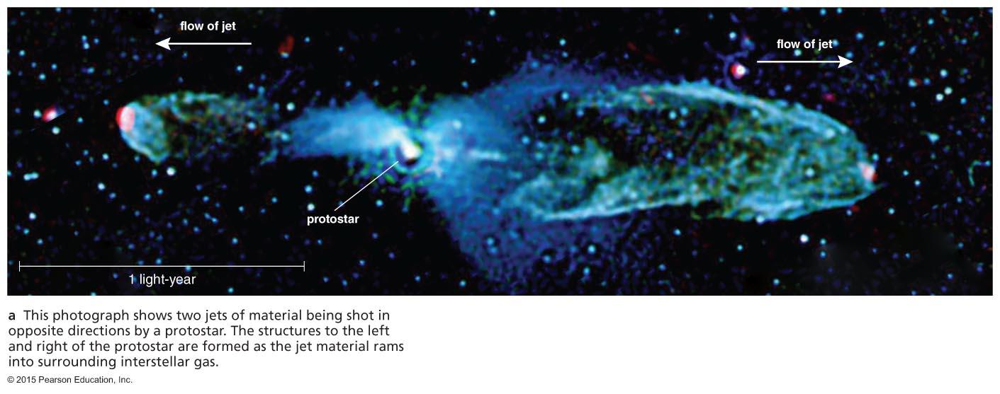 flow of jet
flow of jet
protostar
1 light-year
a This photograph shows two jets of material being shot in
opposite directions by a protostar. The structures to the left
and right of the protostar are formed as the jet material rams
into surrounding interstellar gas.
© 2015 Pearson Education, Inc.